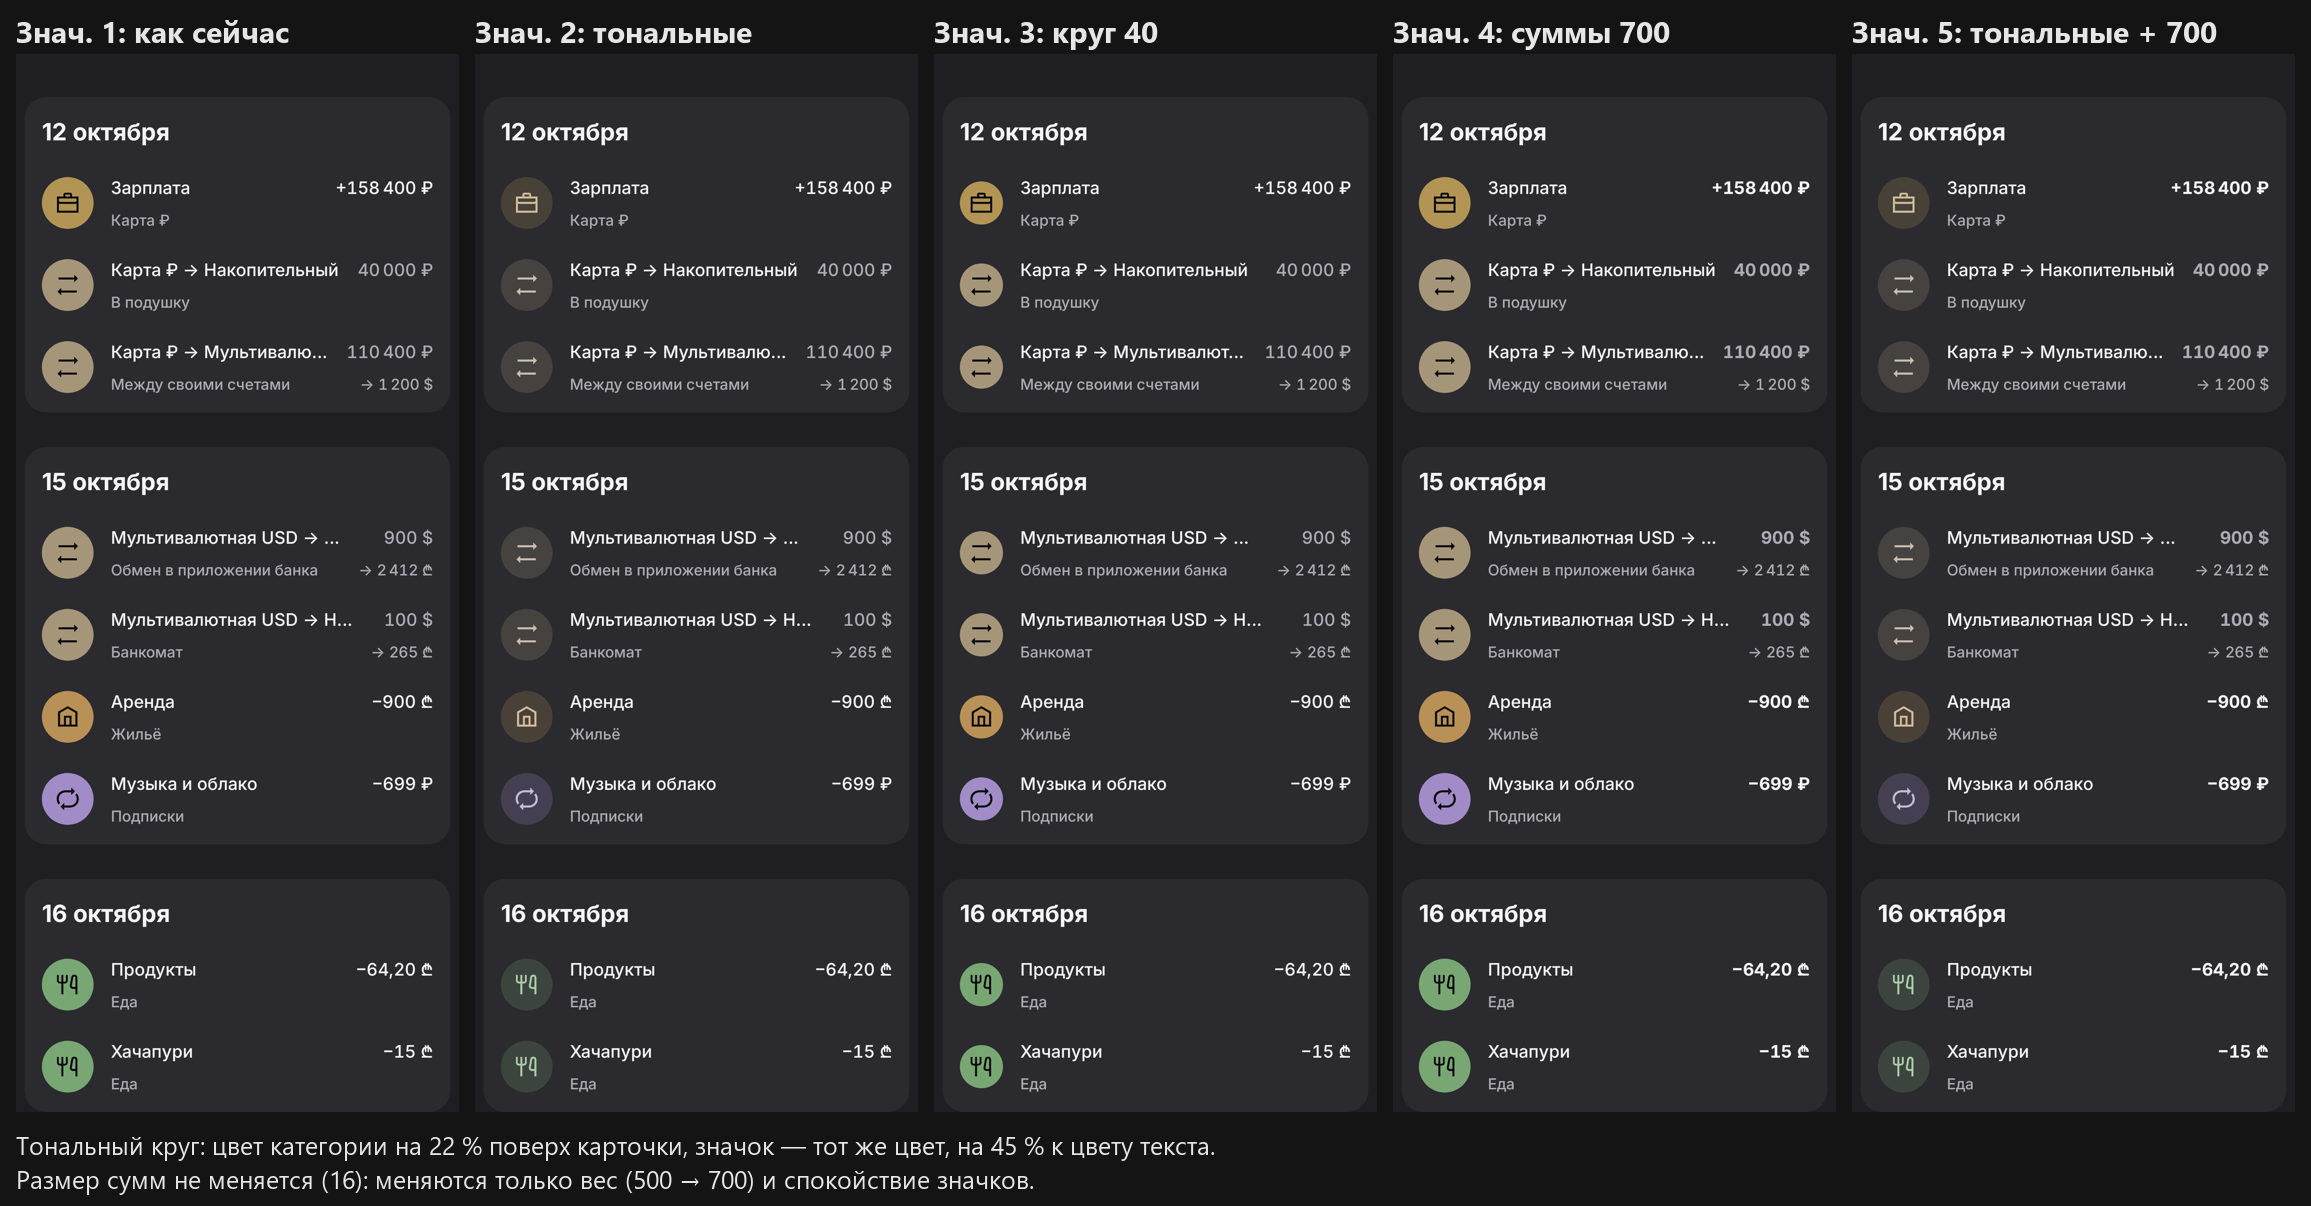 Знач. 1: как сейчас
12 октября
Зарплата +158 400 ₽
Карта ₽
Карта ₽ → Накопительный 40 000 ₽
В подушку
Карта ₽ → Мультивалю... 110 400 ₽
Между своими счетами → 1 200 $
15 октября
Мультивалютная USD → ... 900 $
Обмен в приложении банка → 2 412 ₾
Мультивалютная USD → Н... 100 $
Банкомат → 265 ₾
Аренда −900 ₾
Жильё
Музыка и облако −699 ₽
Подписки
16 октября
Продукты −64,20 ₾
Еда
Хачапури −15 ₾
Еда
Знач. 2: тональные
12 октября
Зарплата +158 400 ₽
Карта ₽
Карта ₽ → Накопительный 40 000 ₽
В подушку
Карта ₽ → Мультивалю... 110 400 ₽
Между своими счетами → 1 200 $
15 октября
Мультивалютная USD → ... 900 $
Обмен в приложении банка → 2 412 ₾
Мультивалютная USD → Н... 100 $
Банкомат → 265 ₾
Аренда −900 ₾
Жильё
Музыка и облако −699 ₽
Подписки
16 октября
Продукты −64,20 ₾
Еда
Хачапури −15 ₾
Еда
Знач. 3: круг 40
12 октября
Зарплата +158 400 ₽
Карта ₽
Карта ₽ → Накопительный 40 000 ₽
В подушку
Карта ₽ → Мультивалют... 110 400 ₽
Между своими счетами → 1 200 $
15 октября
Мультивалютная USD → ... 900 $
Обмен в приложении банка → 2 412 ₾
Мультивалютная USD → Н... 100 $
Банкомат → 265 ₾
Аренда −900 ₾
Жильё
Музыка и облако −699 ₽
Подписки
16 октября
Продукты −64,20 ₾
Еда
Хачапури −15 ₾
Еда
Знач. 4: суммы 700
12 октября
Зарплата +158 400 ₽
Карта ₽
Карта ₽ → Накопительный 40 000 ₽
В подушку
Карта ₽ → Мультивалю... 110 400 ₽
Между своими счетами → 1 200 $
15 октября
Мультивалютная USD → ... 900 $
Обмен в приложении банка → 2 412 ₾
Мультивалютная USD → Н... 100 $
Банкомат → 265 ₾
Аренда −900 ₾
Жильё
Музыка и облако −699 ₽
Подписки
16 октября
Продукты −64,20 ₾
Еда
Хачапури −15 ₾
Еда
Знач. 5: тональные + 700
12 октября
Зарплата +158 400 ₽
Карта ₽
Карта ₽ → Накопительный 40 000 ₽
В подушку
Карта ₽ → Мультивалю... 110 400 ₽
Между своими счетами → 1 200 $
15 октября
Мультивалютная USD → ... 900 $
Обмен в приложении банка → 2 412 ₾
Мультивалютная USD → Н... 100 $
Банкомат → 265 ₾
Аренда −900 ₾
Жильё
Музыка и облако −699 ₽
Подписки
16 октября
Продукты −64,20 ₾
Еда
Хачапури −15 ₾
Еда
Тональный круг: цвет категории на 22 % поверх карточки, значок — тот же цвет, на 45 % к цвету текста.
Размер сумм не меняется (16): меняются только вес (500 → 700) и спокойствие значков.